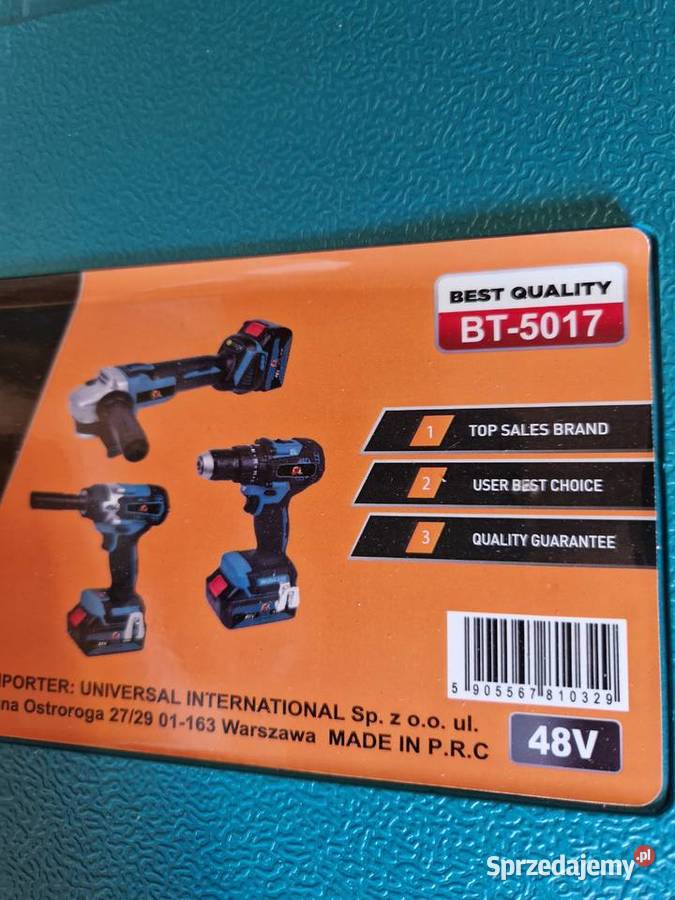 BEST QUALITY
BT-5017
1 TOP SALES BRAND
2 USER BEST CHOICE
3 QUALITY GUARANTEE
5 905567 810329
PORTER: UNIVERSAL INTERNATIONAL Sp. z o.o. ul.
na Ostroroga 27/29 01-163 Warszawa MADE IN P.R.C
48V
Sprzedajemy.pl